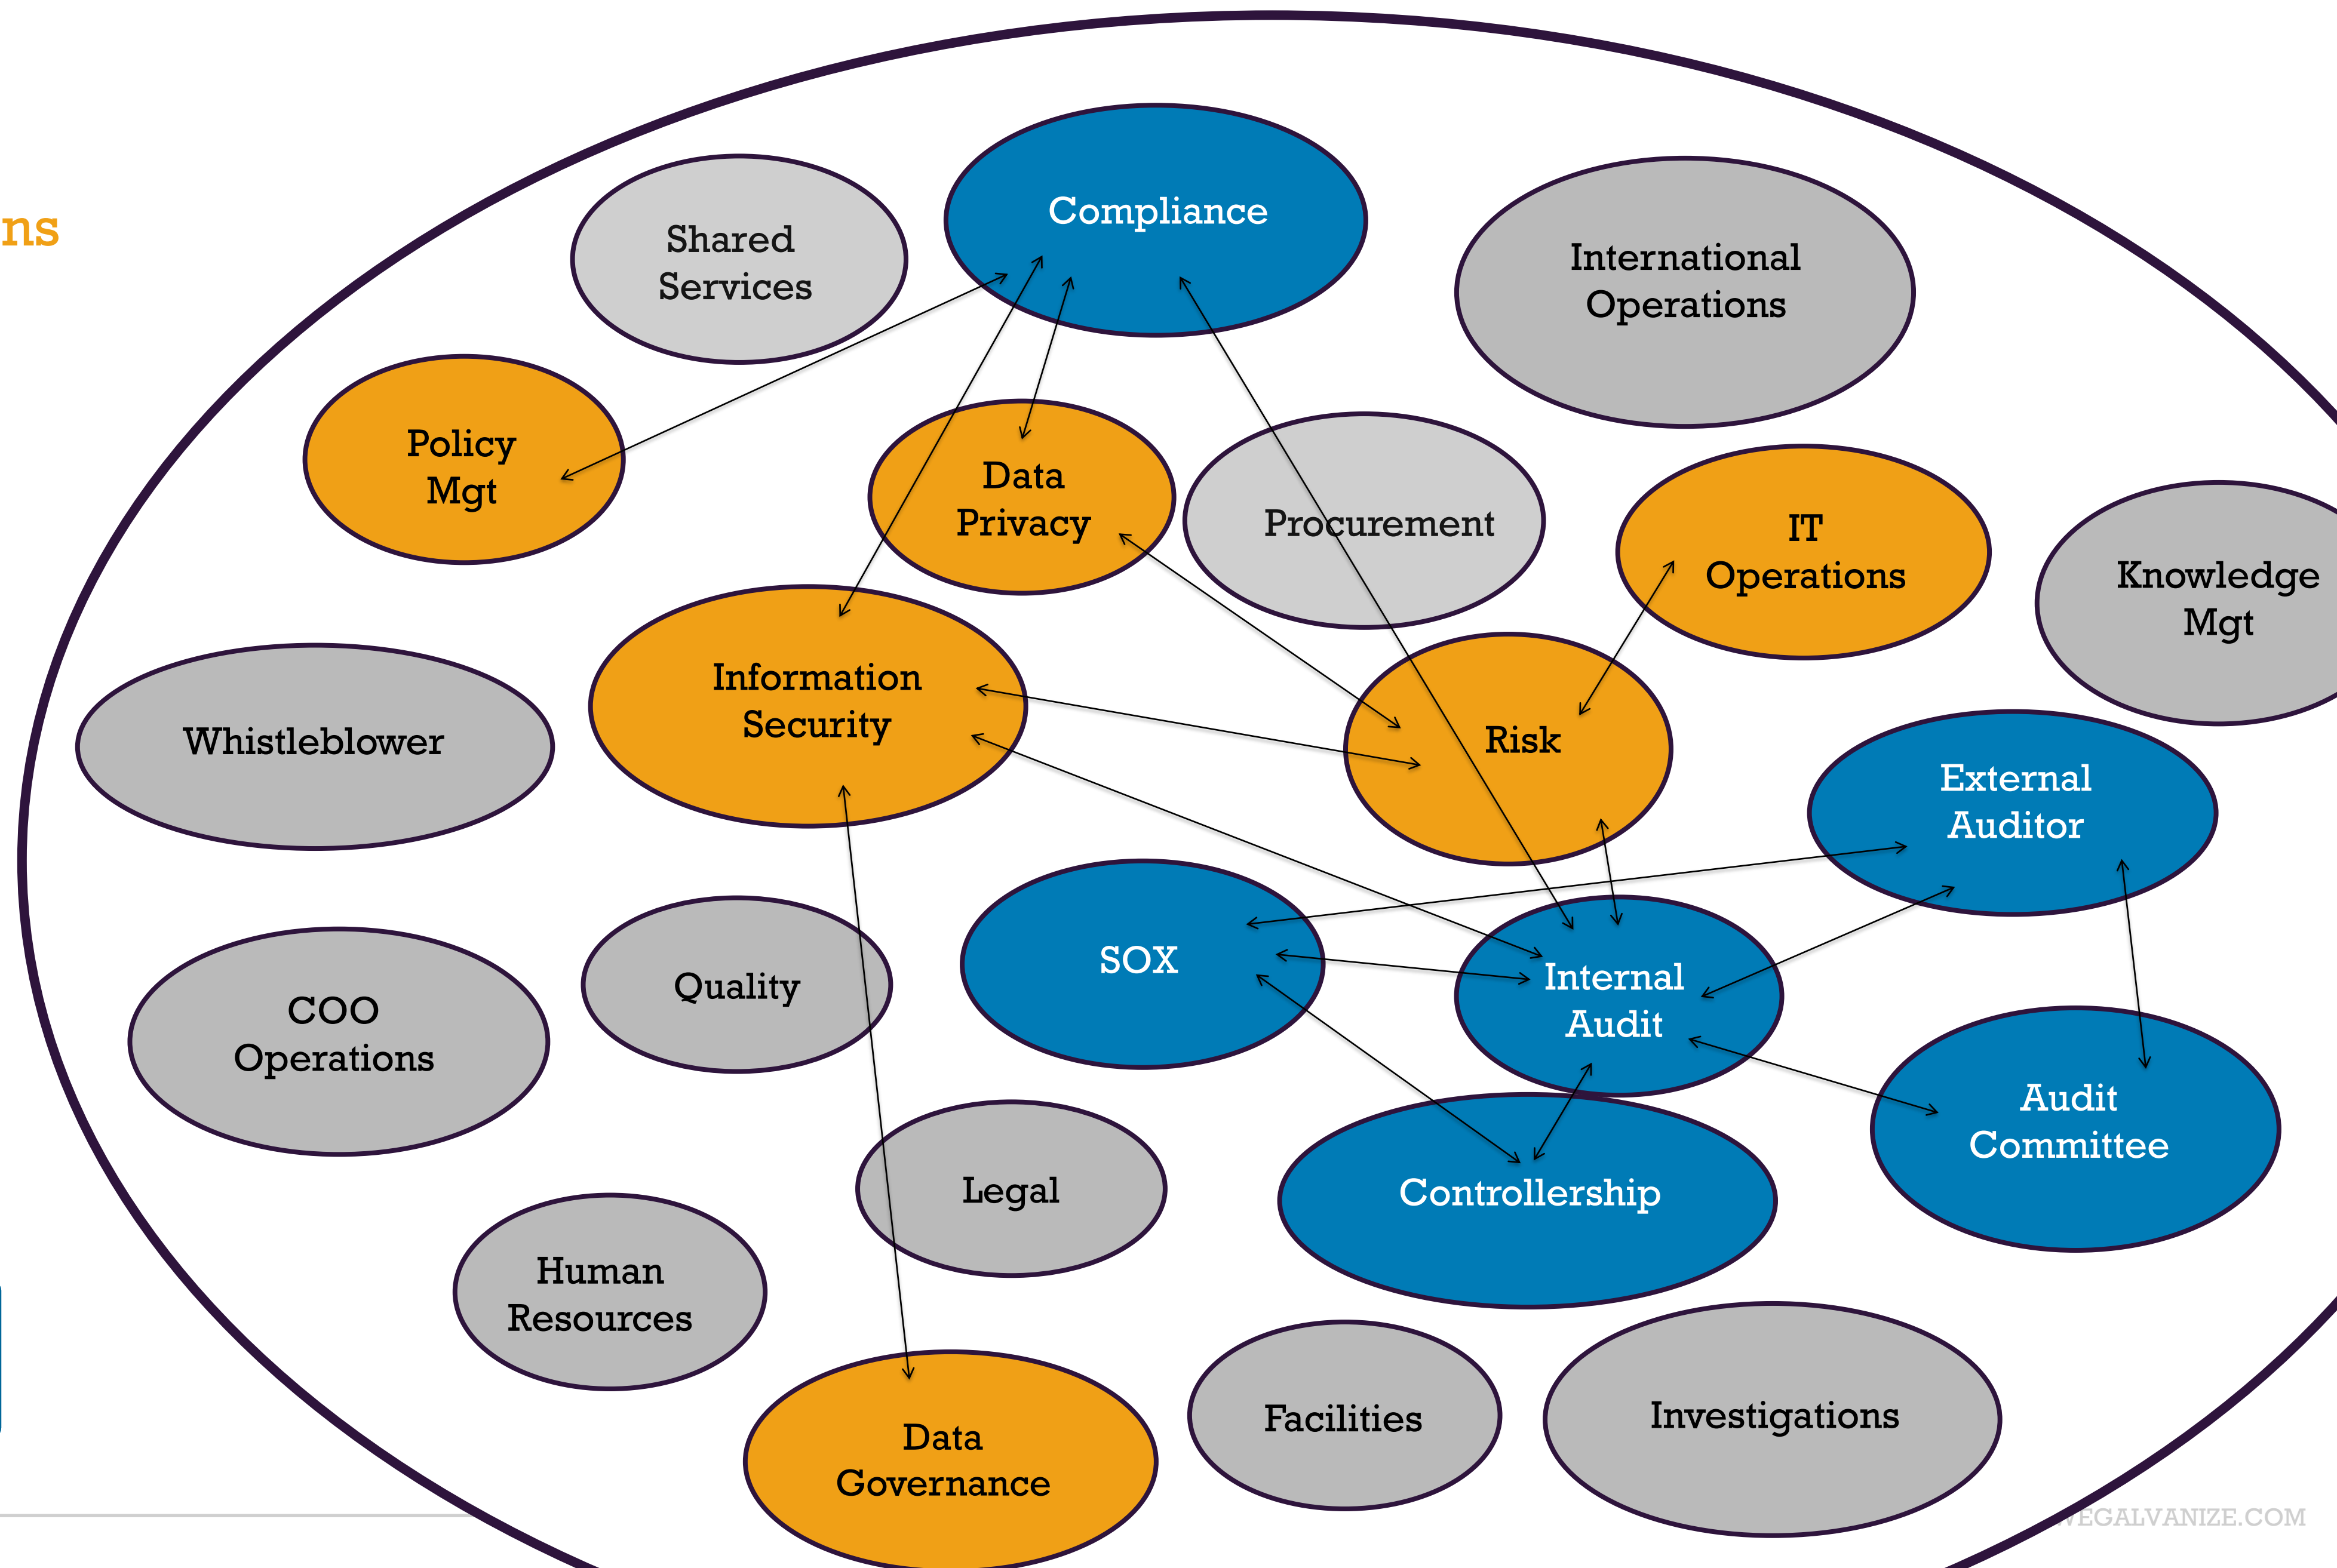 ns
Compliance
Shared
Services
International
Operations
Policy
Mgt
Data
Privacy
Procurement
IT
Operations
Knowledge
Mgt
Information
Security
Whistleblower
Risk
External
Auditor
SOX
Internal
Audit
Quality
COO
Operations
Audit
Committee
Legal
Controllership
Human
Resources
Facilities
Investigations
Data
Governance
EGALVANIZE.COM